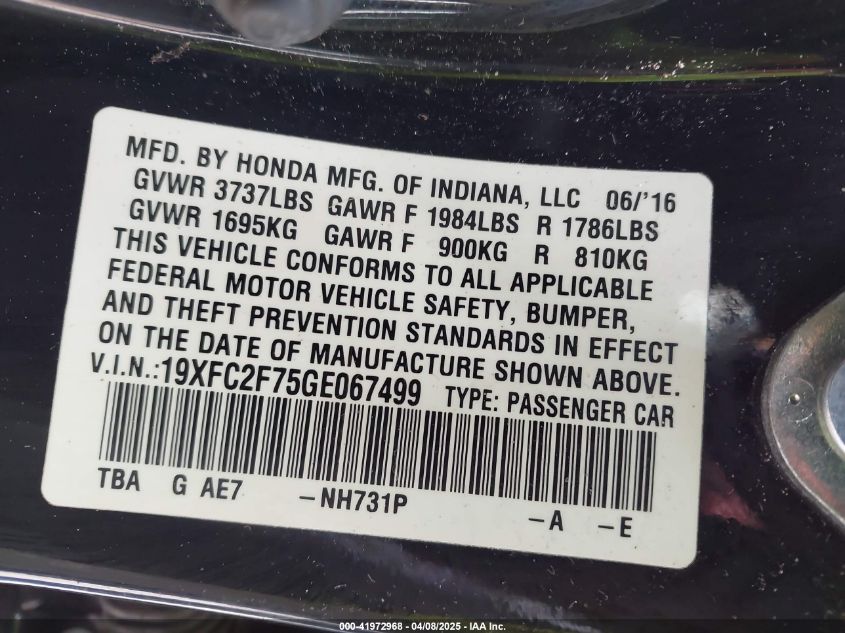 MFD. BY HONDA MFG. OF INDIANA, LLC 06/'16
GVWR 3737LBS GAWR F 1984LBS R 1786LBS
GVWR 1695KG GAWR F 900KG R 810KG
THIS VEHICLE CONFORMS TO ALL APPLICABLE
FEDERAL MOTOR VEHICLE SAFETY, BUMPER,
AND THEFT PREVENTION STANDARDS IN EFFECT
ON THE DATE OF MANUFACTURE SHOWN ABOVE.
V.I.N.:19XFC2F75GE067499 TYPE: PASSENGER CAR
TBA G AE7 -NH731P -A -E
000-41972968 - 04/08/2025 - IAA Inc.